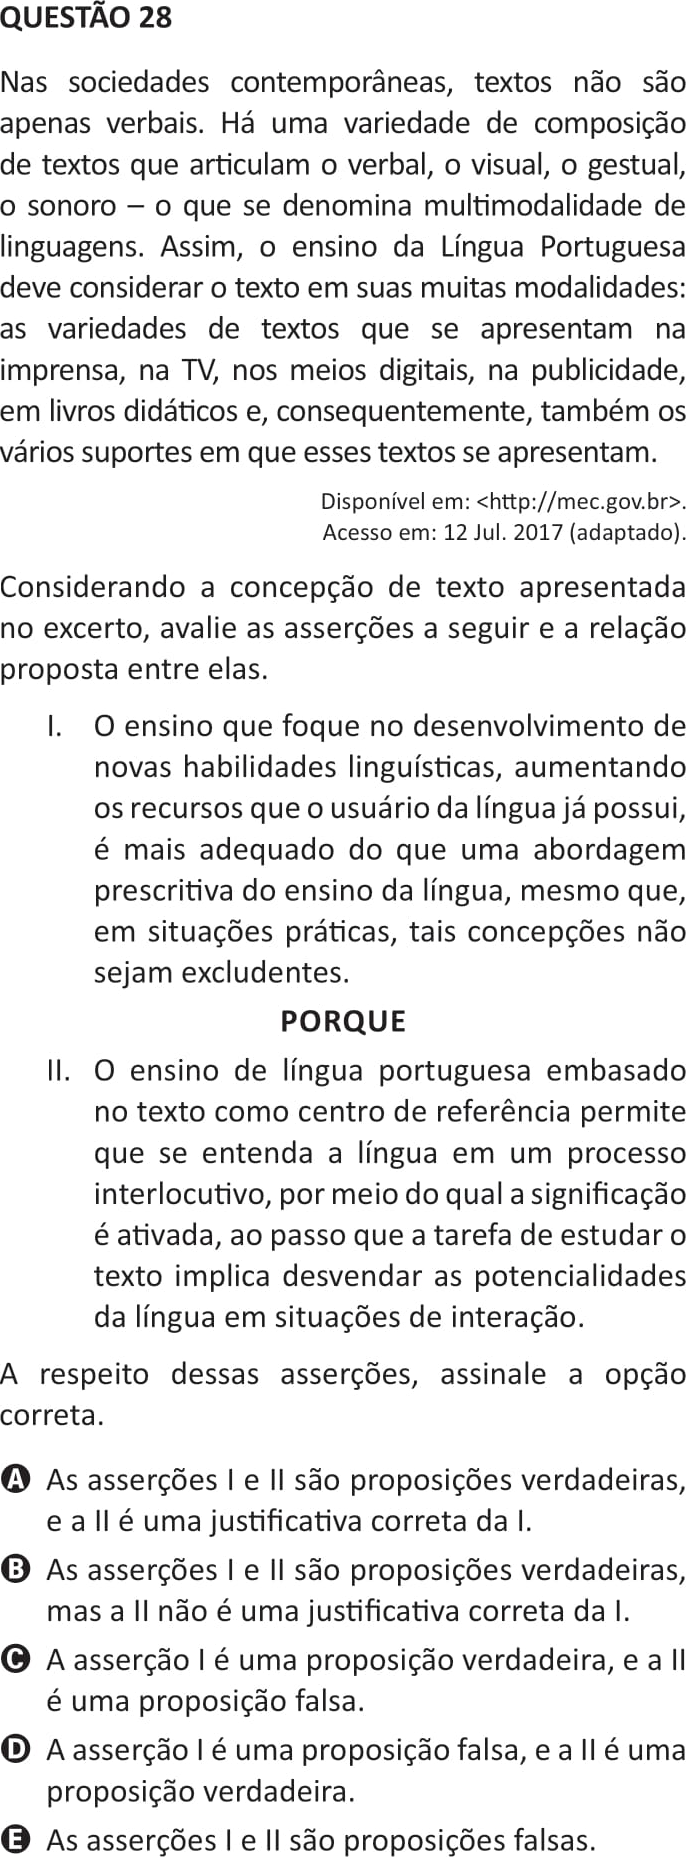 QUESTÃO 28
Nas sociedades contemporâneas, textos não são
apenas verbais. Há uma variedade de composição
de textos que articulam o verbal, o visual, o gestual,
o sonoro – o que se denomina multimodalidade de
linguagens. Assim, o ensino da Língua Portuguesa
deve considerar o texto em suas muitas modalidades:
as variedades de textos que se apresentam na
imprensa, na TV, nos meios digitais, na publicidade,
em livros didáticos e, consequentemente, também os
vários suportes em que esses textos se apresentam.
Disponível em: <http://mec.gov.br>.
Acesso em: 12 Jul. 2017 (adaptado).
Considerando a concepção de texto apresentada
no excerto, avalie as asserções a seguir e a relação
proposta entre elas.
I. O ensino que foque no desenvolvimento de
novas habilidades linguísticas, aumentando
os recursos que o usuário da língua já possui,
é mais adequado do que uma abordagem
prescritiva do ensino da língua, mesmo que,
em situações práticas, tais concepções não
sejam excludentes.
PORQUE
II. O ensino de língua portuguesa embasado
no texto como centro de referência permite
que se entenda a língua em um processo
interlocutivo, por meio do qual a significação
é ativada, ao passo que a tarefa de estudar o
texto implica desvendar as potencialidades
da língua em situações de interação.
A respeito dessas asserções, assinale a opção
correta.
A As asserções I e II são proposições verdadeiras,
e a II é uma justificativa correta da I.
B As asserções I e II são proposições verdadeiras,
mas a II não é uma justificativa correta da I.
C A asserção I é uma proposição verdadeira, e a II
é uma proposição falsa.
D A asserção I é uma proposição falsa, e a II é uma
proposição verdadeira.
E As asserções I e II são proposições falsas.